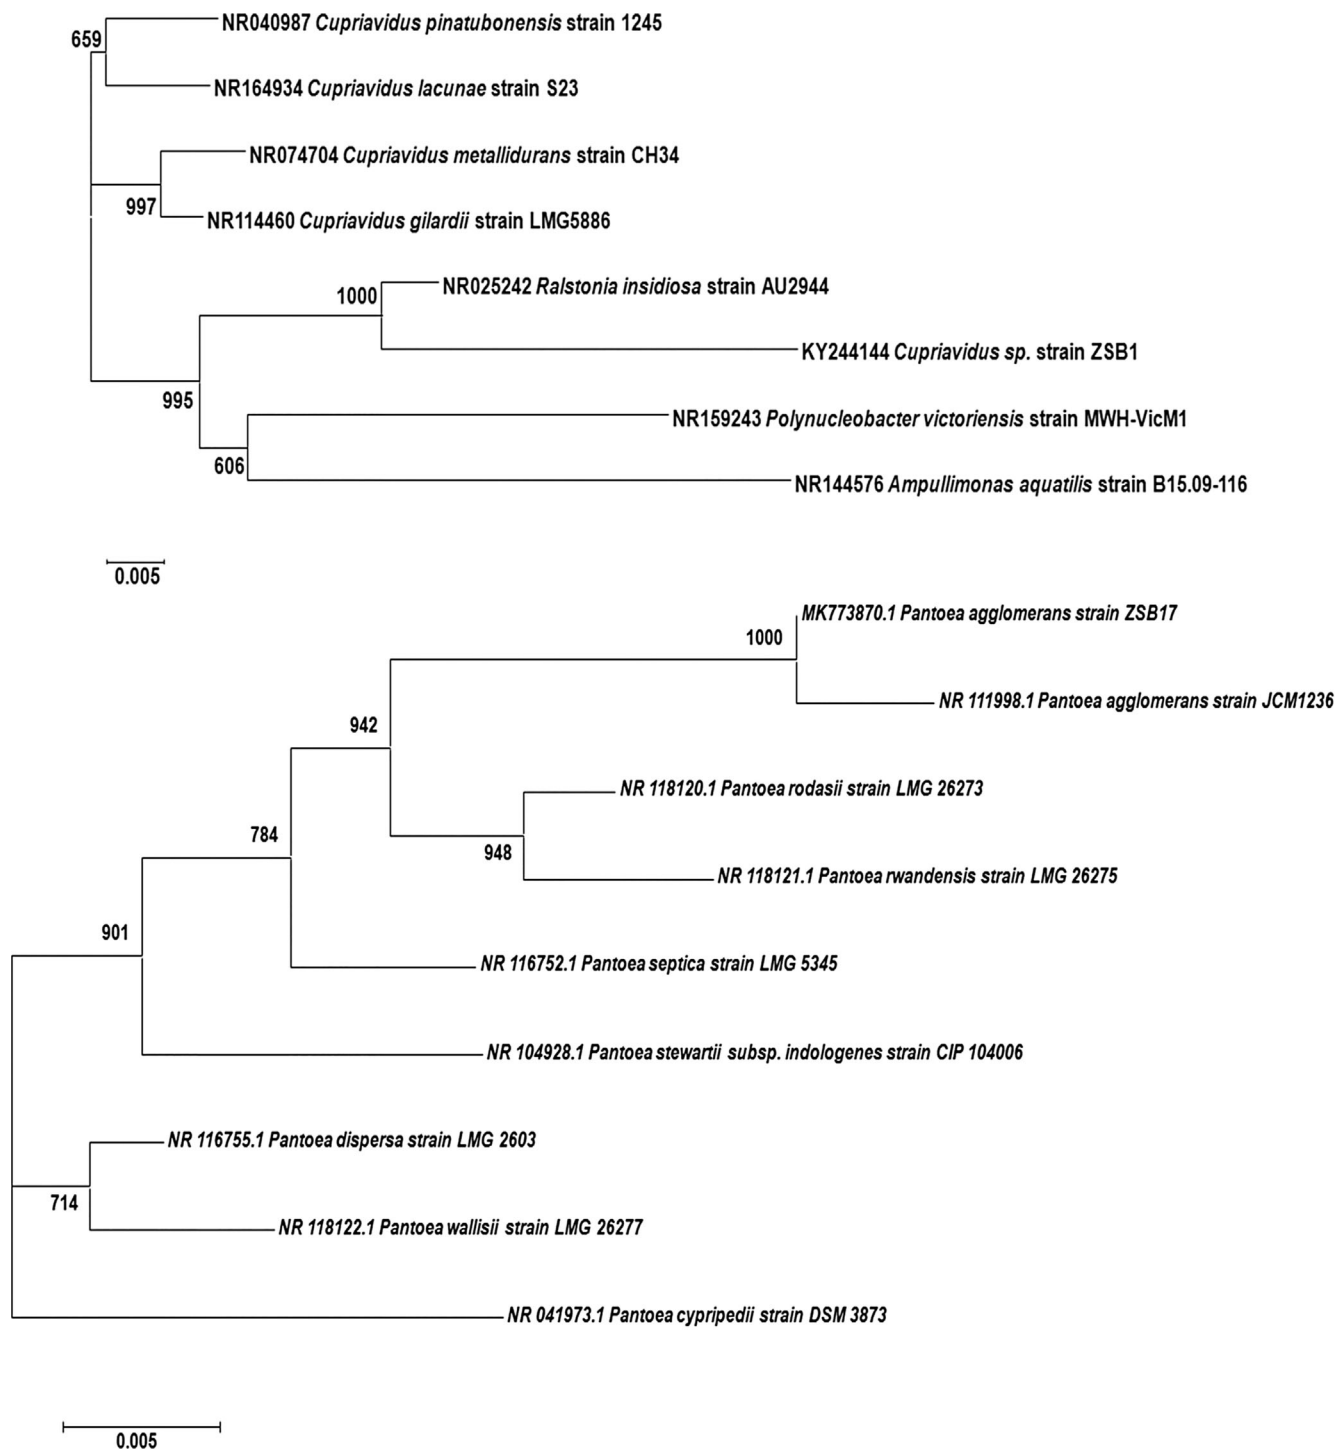 NR040987 Cupriavidus pinatubonensis strain 1245
659
NR164934 Cupriavidus lacunae strain S23
NR074704 Cupriavidus metallidurans strain CH34
997
NR114460 Cupriavidus gilardii strain LMG5886
NR025242 Ralstonia insidiosa strain AU2944
1000
KY244144 Cupriavidus sp. strain ZSB1
995
NR159243 Polynucleobacter victoriensis strain MWH-VicM1
606
NR144576 Ampullimonas aquatilis strain B15.09-116
0.005
MK773870.1 Pantoea agglomerans strain ZSB17
1000
NR 111998.1 Pantoea agglomerans strain JCM1236
942
NR 118120.1 Pantoea rodasii strain LMG 26273
784
948
NR 118121.1 Pantoea rwandensis strain LMG 26275
901
NR 116752.1 Pantoea septica strain LMG 5345
NR 104928.1 Pantoea stewartii subsp. indologenes strain CIP 104006
NR 116755.1 Pantoea dispersa strain LMG 2603
714
NR 118122.1 Pantoea wallisii strain LMG 26277
NR 041973.1 Pantoea cypripedii strain DSM 3873
0.005